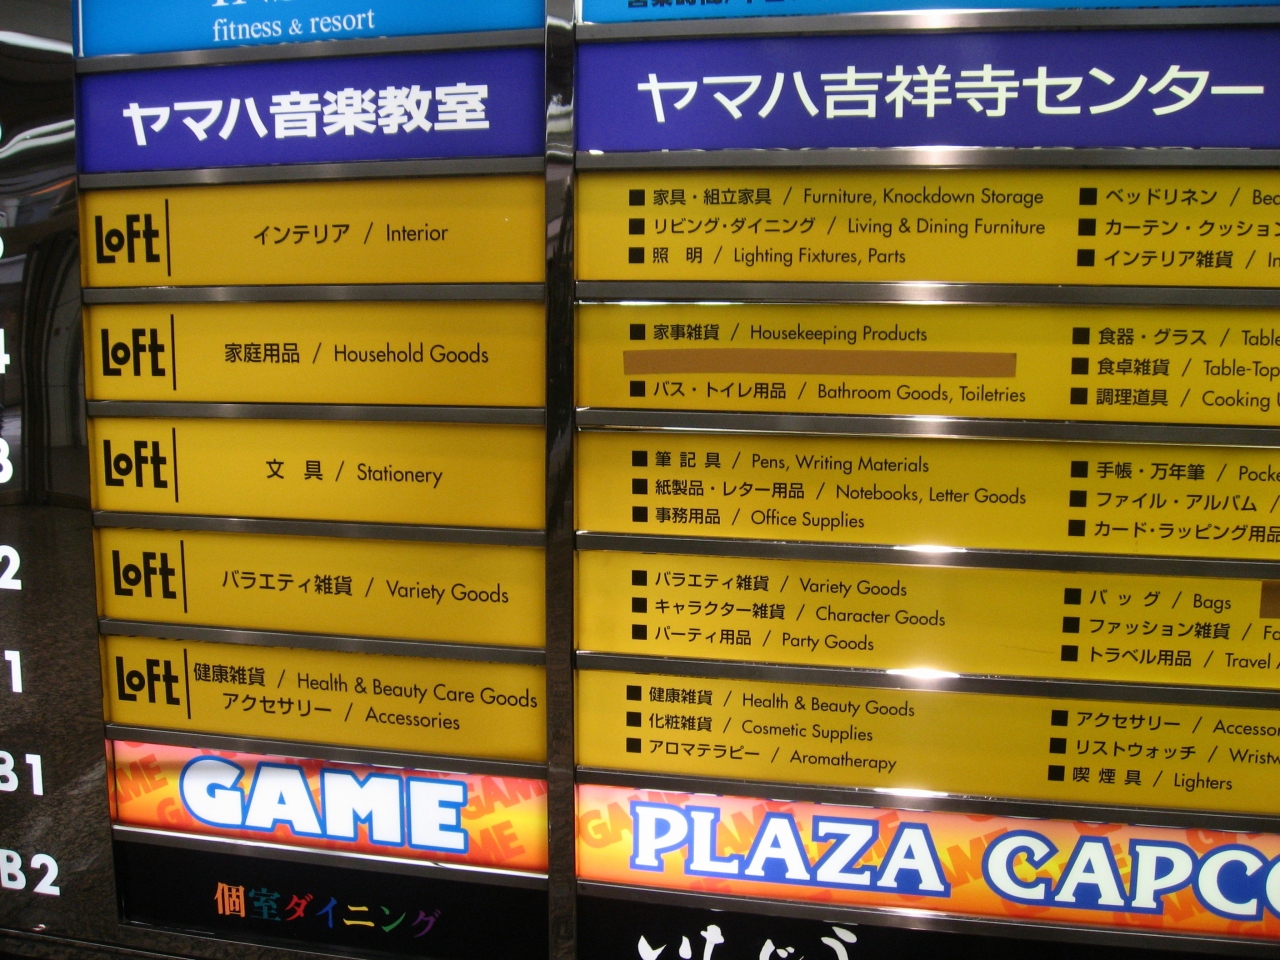 fitness & resort
ヤマハ音楽教室
ヤマハ吉祥寺センター
LOFT
インテリア / Interior
■ 家具・組立家具 / Furniture, Knockdown Storage
■ リビング・ダイニング / Living & Dining Furniture
■ 照 明 / Lighting Fixtures, Parts
■ ベッドリネン /
■ カーテン・クッション
■ インテリア雑貨 /
4
LOFT
家庭用品 / Household Goods
■ 家事雑貨 / Housekeeping Products
■ バス・トイレ用品 / Bathroom Goods, Toiletries
■ 食器・グラス / Table
■ 食卓雑貨 / Table-Top
■ 調理道具 / Cooking
3
LOFT
文 具 / Stationery
■ 筆 記 具 / Pens, Writing Materials
■ 紙製品・レター用品 / Notebooks, Letter Goods
■ 事務用品 / Office Supplies
■ 手帳・万年筆 / Pocke
■ ファイル・アルバム /
■ カード・ラッピング用品
2
LOFT
バラエティ雑貨 / Variety Goods
■ バラエティ雑貨 / Variety Goods
■ キャラクター雑貨 / Character Goods
■ パーティ用品 / Party Goods
■ バ ッ グ / Bags
■ ファッション雑貨 / Fa
■ トラベル用品 / Travel
1
LOFT
健康雑貨 / Health & Beauty Care Goods
アクセサリー / Accessories
■ 健康雑貨 / Health & Beauty Goods
■ 化粧雑貨 / Cosmetic Supplies
■ アロマテラピー / Aromatherapy
■ アクセサリー / Accesso
■ リストウォッチ / Wristw
■ 喫 煙 具 / Lighters
B1
GAME
PLAZA CAPCO
B2
個室ダイニング